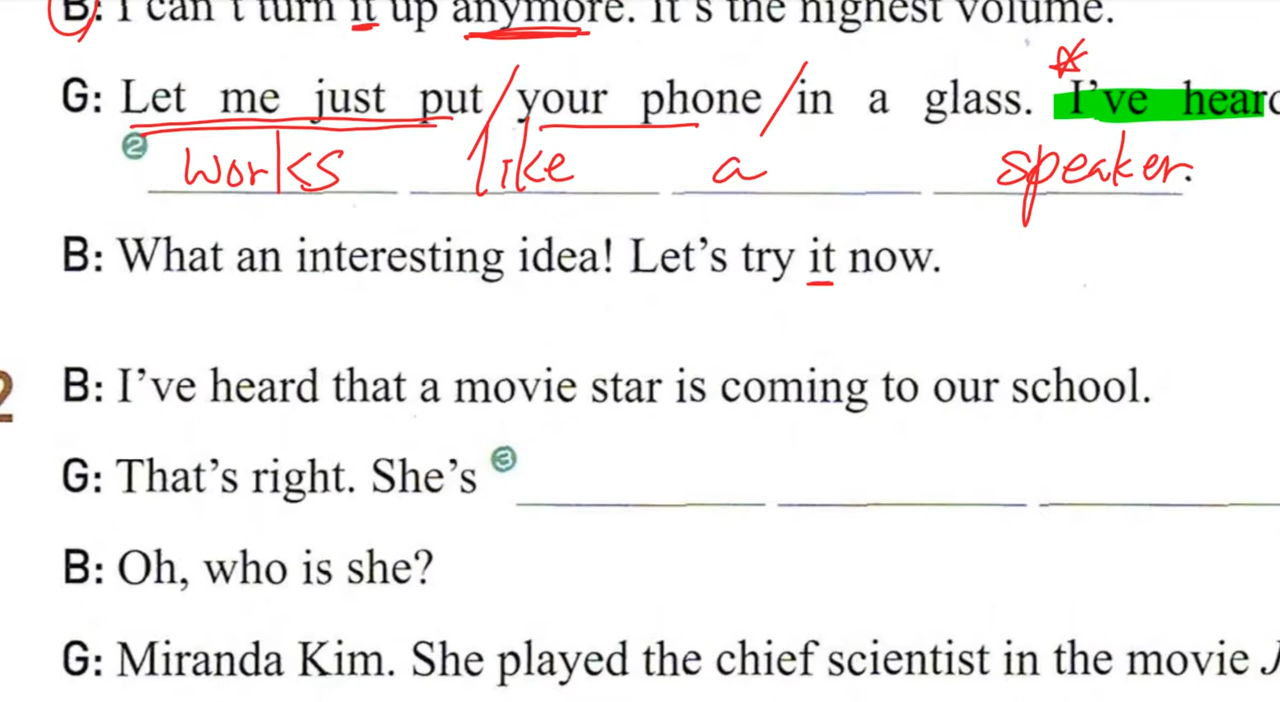 B: I can't turn it up anymore. It's the highest volume.
G: Let me just put / your phone / in a glass. I've heard
② works like a speaker.
B: What an interesting idea! Let's try it now.
2 B: I've heard that a movie star is coming to our school.
G: That's right. She's ③
B: Oh, who is she?
G: Miranda Kim. She played the chief scientist in the movie J